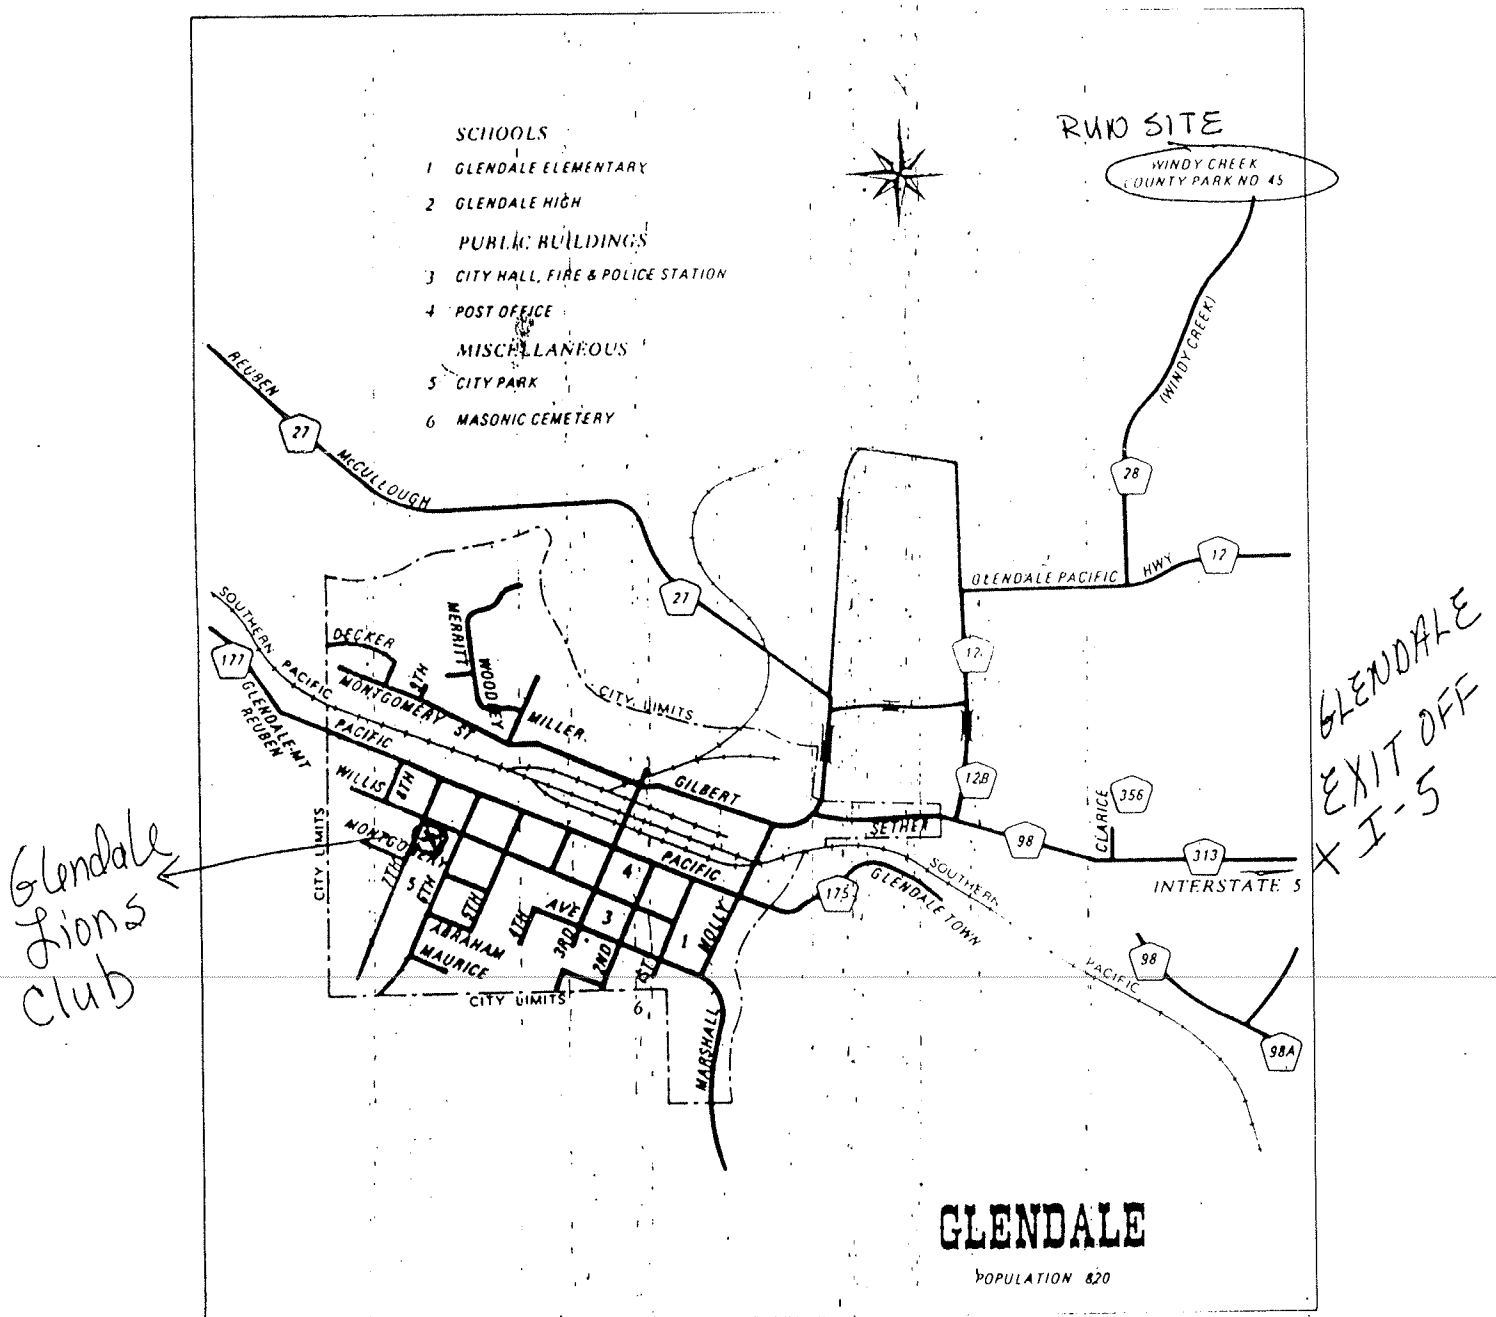 RUN SITE
WINDY CREEK
COUNTY PARK NO 45
SCHOOLS
1 GLENDALE ELEMENTARY
2 GLENDALE HIGH
PUBLIC BUILDINGS
3 CITY HALL, FIRE & POLICE STATION
4 POST OFFICE
MISCELLANEOUS
5 CITY PARK
6 MASONIC CEMETERY
(WINDY CREEK)
REUBEN
27
McCULLOUGH
28
GLENDALE PACIFIC HWY
12
27
12
SOUTHERN
PACIFIC
177
GLENDALE-MT
REUBEN
DECKER
MERRITT
9TH
MONTGOMERY ST
WOODLEY
MILLER
CITY LIMITS
PACIFIC
GILBERT
12B
SETHER
98
CLARICE
356
313
INTERSTATE 5
GLENDALE
EXIT OFF
X I-5
WILLIS
8TH
CITY LIMITS
MONTGOMERY
7TH
5
6TH
5TH
ABRAHAM
MAURICE
4TH
AVE
3RD
3
2ND
4
PACIFIC
1
1ST
MOLLY
175
GLENDALE TOWN
SOUTHERN
PACIFIC
98
98A
CITY LIMITS
6
MARSHALL
Glendale
Lions
Club
GLENDALE
POPULATION 820